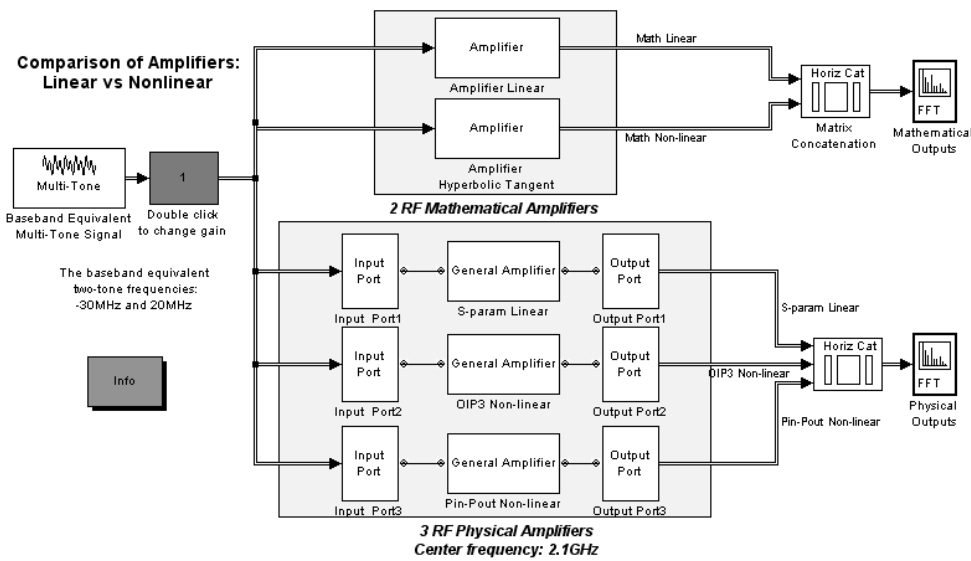 Comparison of Amplifiers:
Linear vs Nonlinear
Multi-Tone
Baseband Equivalent
Multi-Tone Signal
1
Double click
to change gain
The baseband equivalent
two-tone frequencies:
-30MHz and 20MHz
Info
Amplifier
Amplifier Linear
Amplifier
Amplifier
Hyperbolic Tangent
2 RF Mathematical Amplifiers
Math Linear
Math Non-linear
Horiz Cat
Matrix
Concatenation
FFT
Mathematical
Outputs
Input
Port
Input Port1
General Amplifier
S-param Linear
Output
Port
Output Port1
Input
Port
Input Port2
General Amplifier
OIP3 Non-linear
Output
Port
Output Port2
Input
Port
Input Port3
General Amplifier
Pin-Pout Non-linear
Output
Port
Output Port3
3 RF Physical Amplifiers
Center frequency: 2.1GHz
S-param Linear
OIP3 Non-linear
Pin-Pout Non-linear
Horiz Cat
FFT
Physical
Outputs